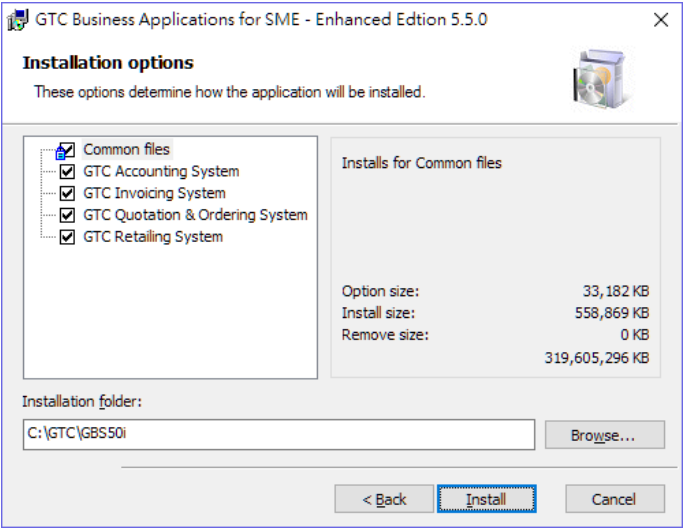 GTC Business Applications for SME - Enhanced Edtion 5.5.0
Installation options
These options determine how the application will be installed.
Common files
GTC Accounting System
GTC Invoicing System
GTC Quotation & Ordering System
GTC Retailing System
Installs for Common files
Option size: 33,182 KB
Install size: 558,869 KB
Remove size: 0 KB
319,605,296 KB
Installation folder:
C:\GTC\GBS50i
Browse...
< Back
Install
Cancel